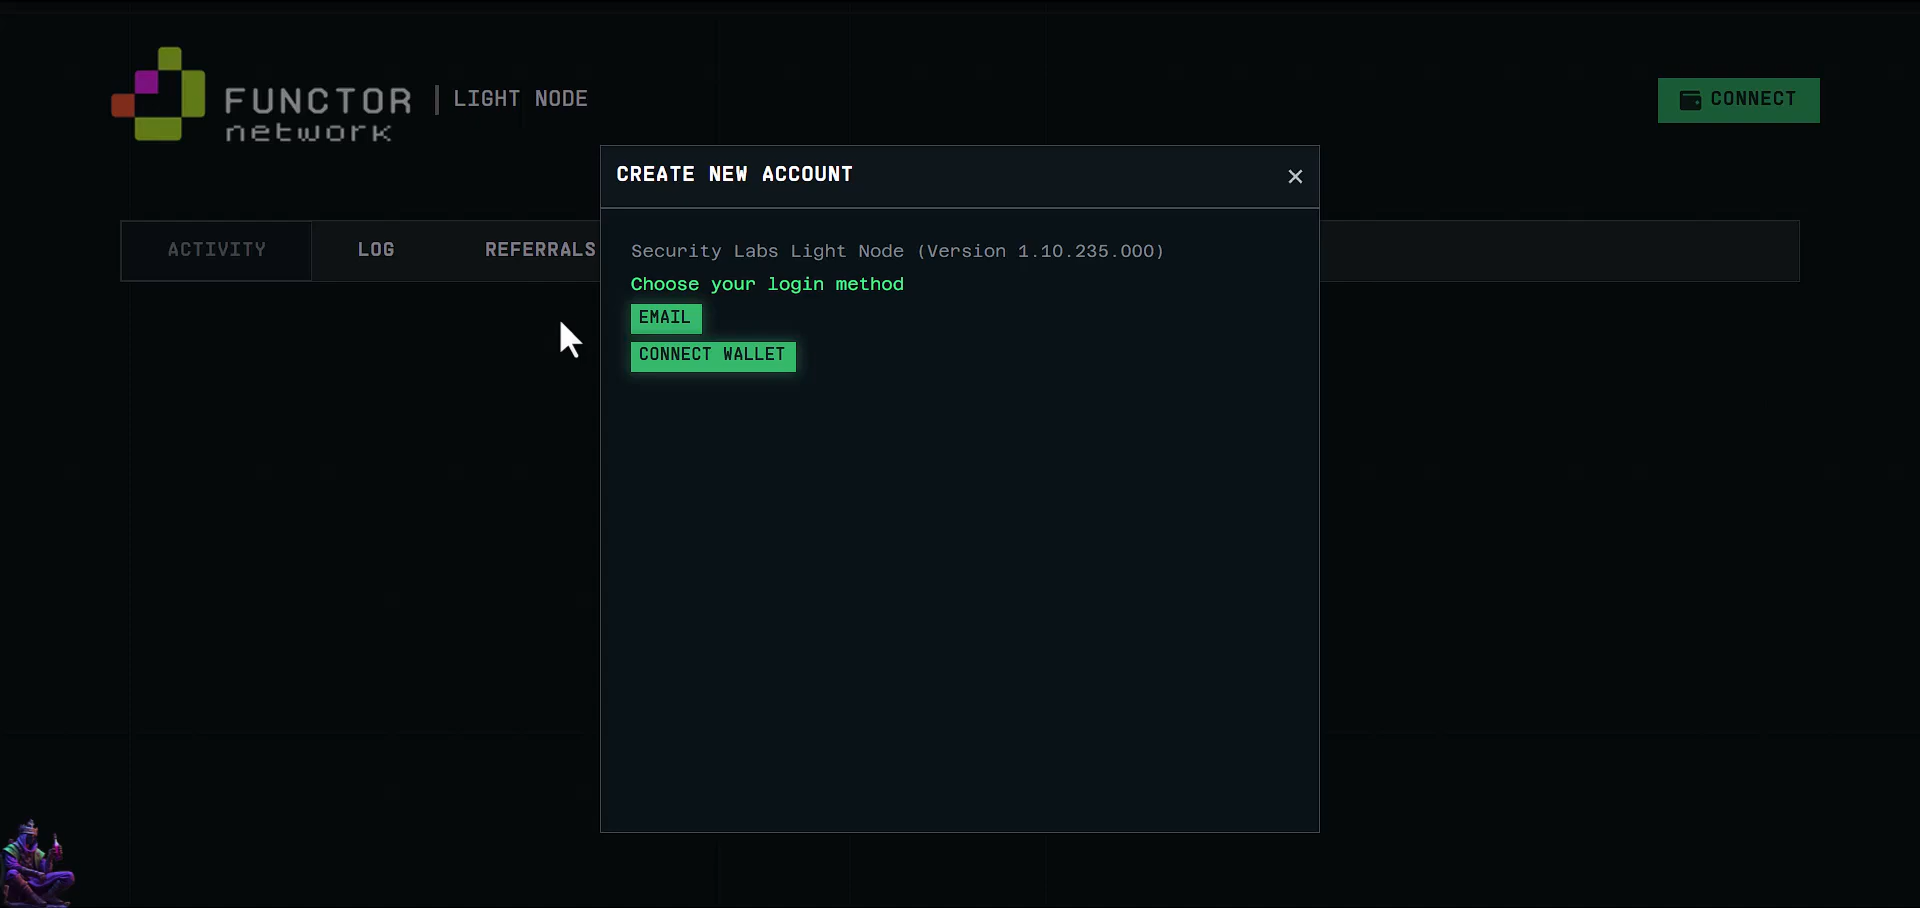 FUNCTOR
network
LIGHT NODE
CONNECT
CREATE NEW ACCOUNT
ACTIVITY
LOG
REFERRALS
Security Labs Light Node (Version 1.10.235.000)
Choose your login method
EMAIL
CONNECT WALLET